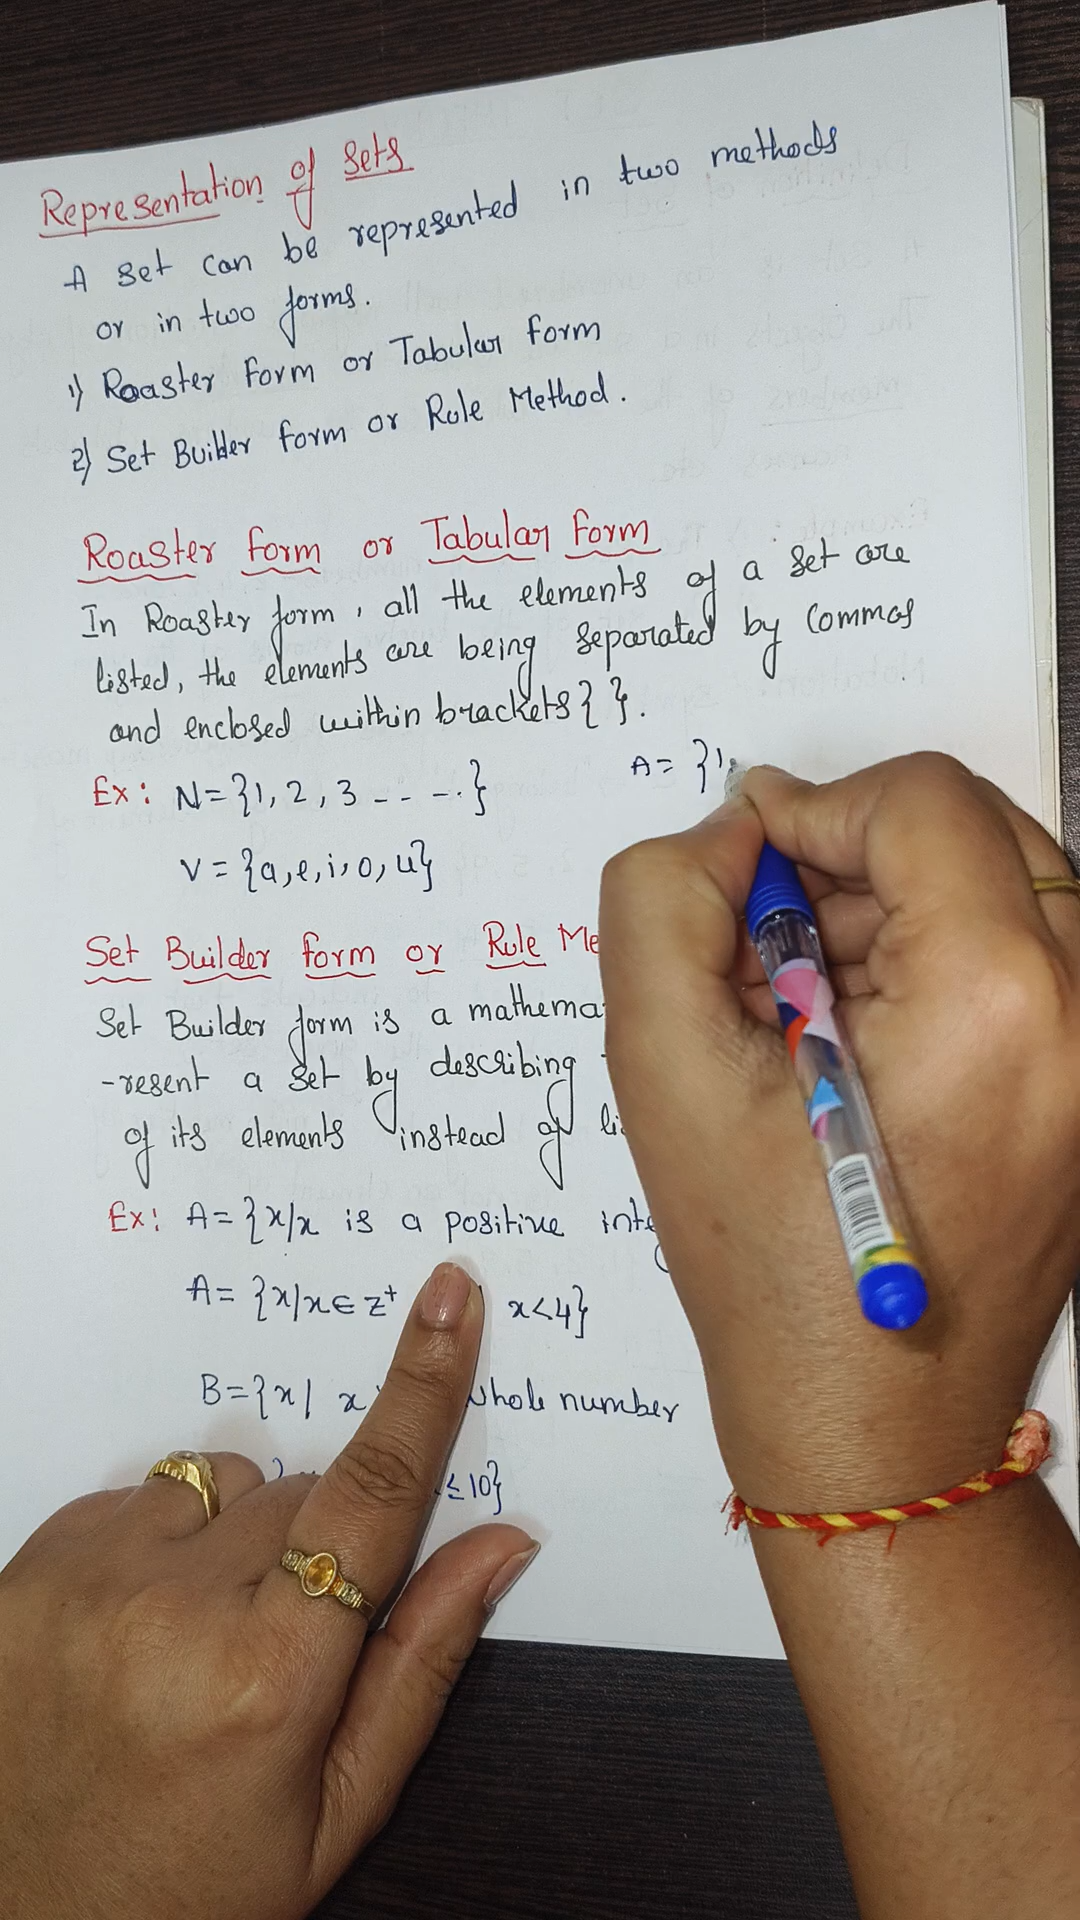 Representation of Sets
A set can be represented in two methods
or in two forms.
1) Roaster Form or Tabular Form
2) Set Builder Form or Rule Method.
Roaster Form or Tabular Form
In Roaster form, all the elements of a set are
listed, the elements are being separated by commas
and enclosed within brackets { }.
Ex: N = {1, 2, 3 - - - . }
A = {1,
V = {a, e, i, o, u}
Set Builder Form or Rule
Set Builder form is a
-resent a set by describing
of its elements instead of
Ex: A = {x/x is a positive
A = {x/x ∈ Z⁺ x<4}
B = {x/ x whole number
≤ 10}